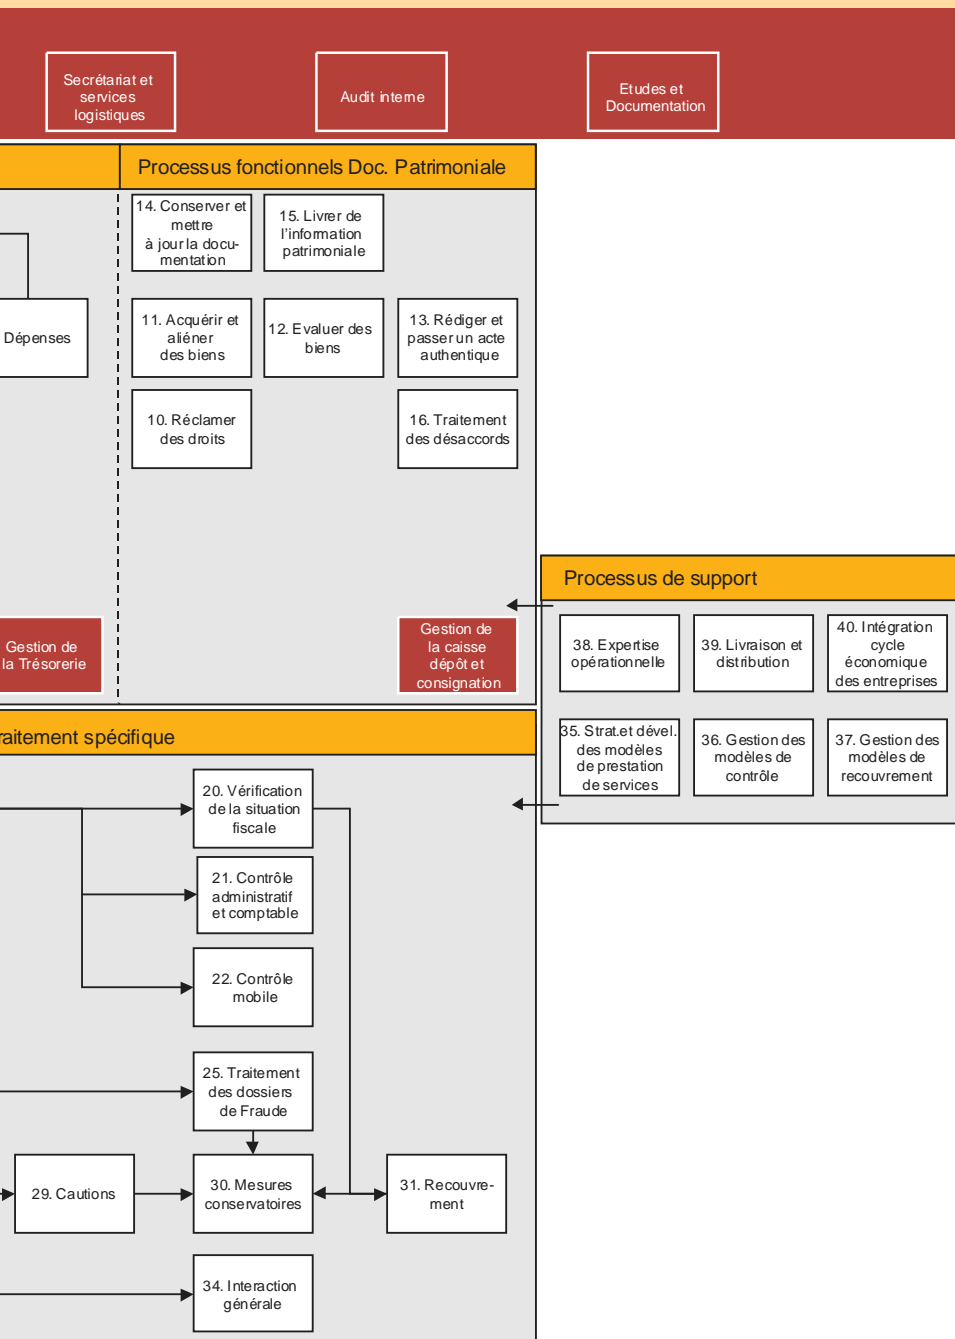 Secrétariat et
services
logistiques
Audit interne
Etudes et
Documentation
Processus fonctionnels Doc. Patrimoniale
14. Conserver et
mettre
à jour la docu-
mentation
15. Livrer de
l'information
patrimoniale
Dépenses
11. Acquérir et
aliéner
des biens
12. Evaluer des
biens
13. Rédiger et
passer un acte
authentique
10. Réclamer
des droits
16. Traitement
des désaccords
Gestion de
la Trésorerie
Gestion de
la caisse
dépôt et
consignation
Processus de support
38. Expertise
opérationnelle
39. Livraison et
distribution
40. Intégration
cycle
économique
des entreprises
35. Strat.et dével.
des modèles
de prestation
de services
36. Gestion des
modèles de
contrôle
37. Gestion des
modèles de
recouvrement
raitement spécifique
20. Vérification
de la situation
fiscale
21. Contrôle
administratif
et comptable
22. Contrôle
mobile
25. Traitement
des dossiers
de Fraude
29. Cautions
30. Mesures
conservatoires
31. Recouvre-
ment
34. Interaction
générale